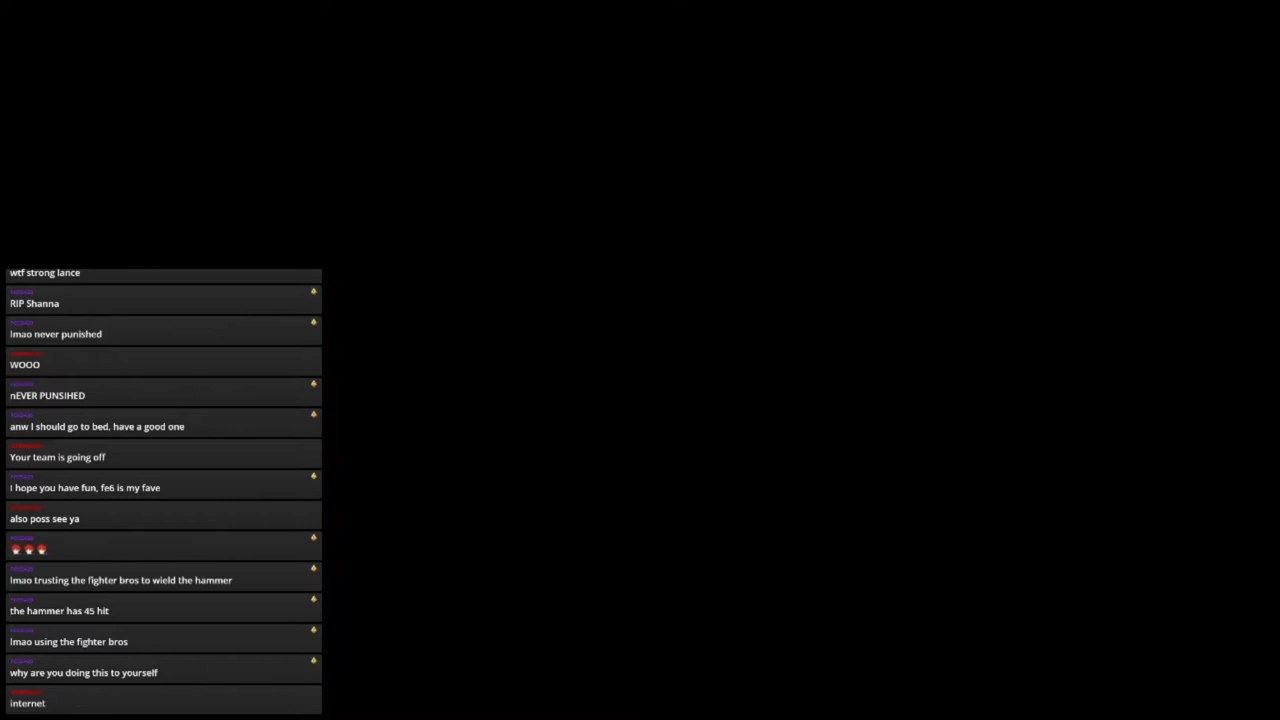 wtf strong lance
RIP Shanna
lmao never punished
WOOO
nEVER PUNSIHED
anw I should go to bed, have a good one
Your team is going off
I hope you have fun, fe6 is my fave
also poss see ya
lmao trusting the fighter bros to wield the hammer
the hammer has 45 hit
lmao using the fighter bros
why are you doing this to yourself
internet